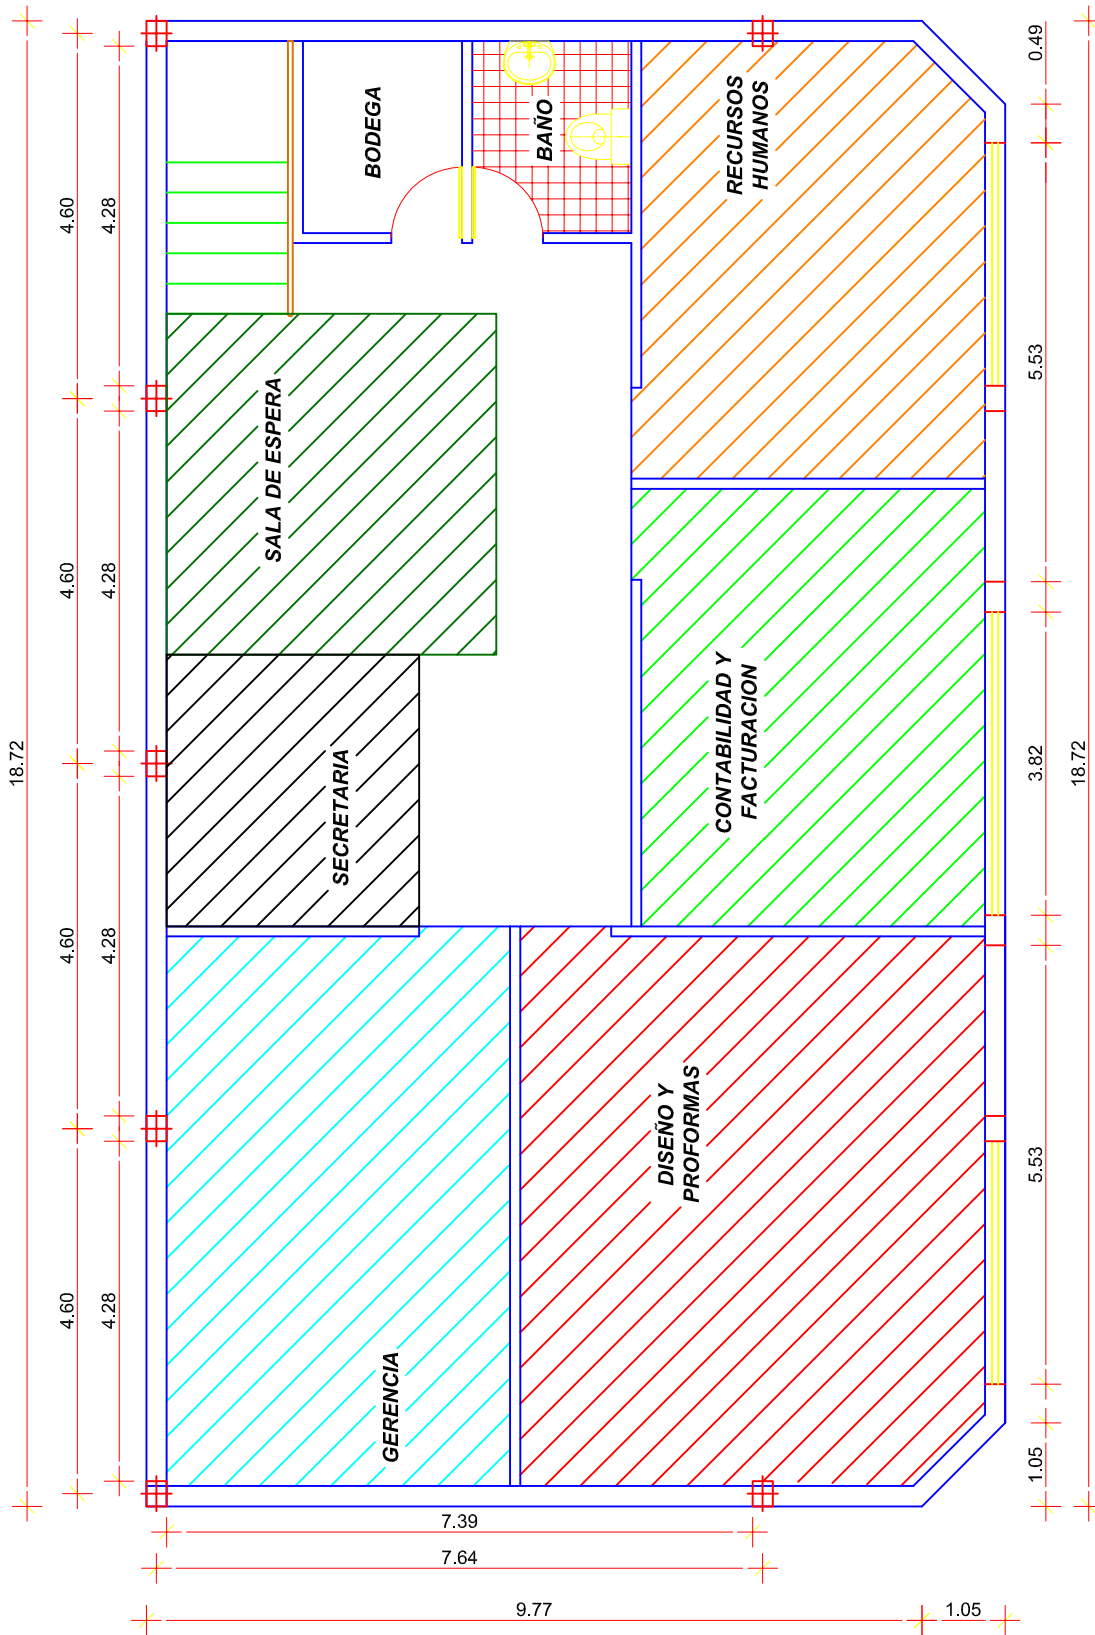 BODEGA
BAÑO
RECURSOS
HUMANOS
SALA DE ESPERA
SECRETARIA
CONTABILIDAD Y
FACTURACION
GERENCIA
DISEÑO Y
PROFORMAS
18.72
4.60
4.60
4.60
4.60
4.28
4.28
4.28
4.28
0.49
5.53
3.82
5.53
1.05
18.72
7.39
7.64
9.77
1.05